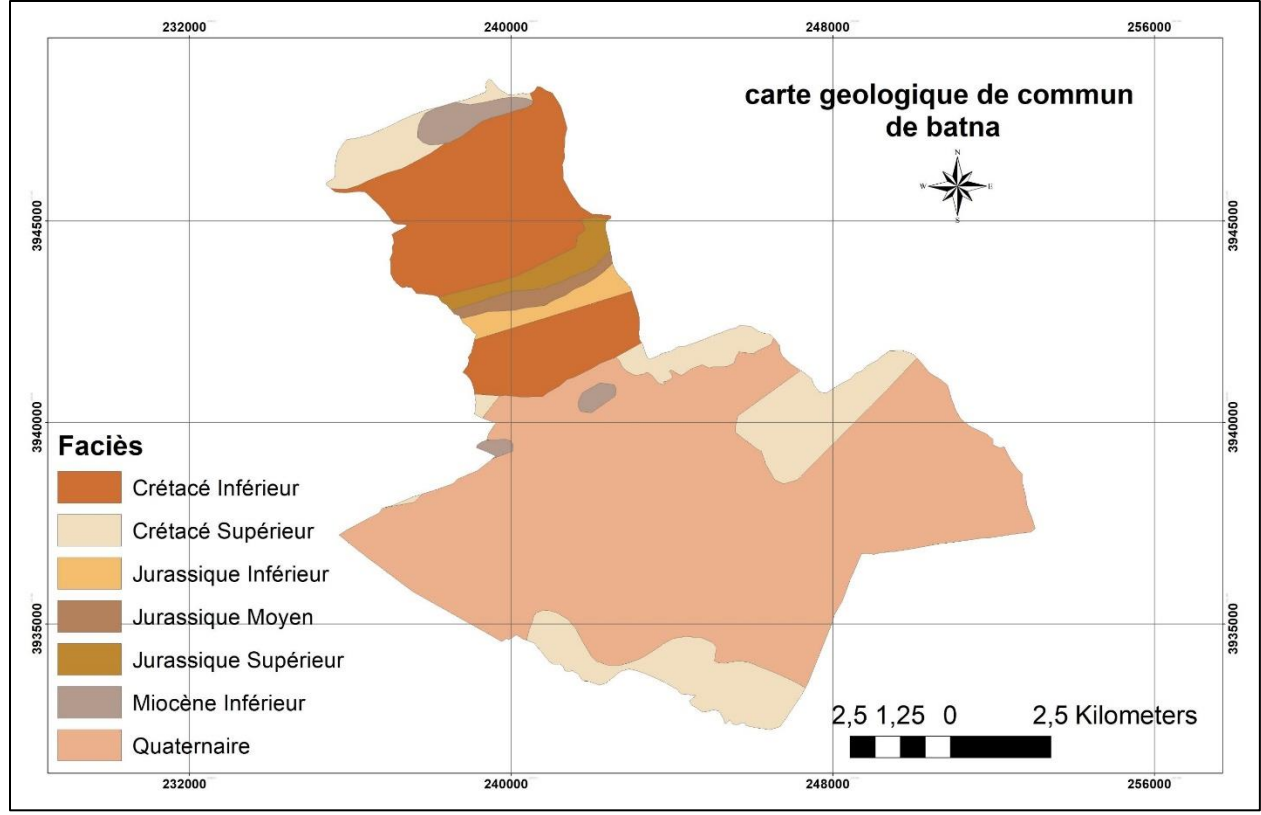 232000 240000 248000 256000
carte geologique de commun
de batna
N
W E
S
3945000 3945000
3940000 3940000
Faciès
Crétacé Inférieur
Crétacé Supérieur
Jurassique Inférieur
Jurassique Moyen
3935000 3935000
Jurassique Supérieur
Miocène Inférieur
Quaternaire
2,5 1,25 0 2,5 Kilometers
232000 240000 248000 256000